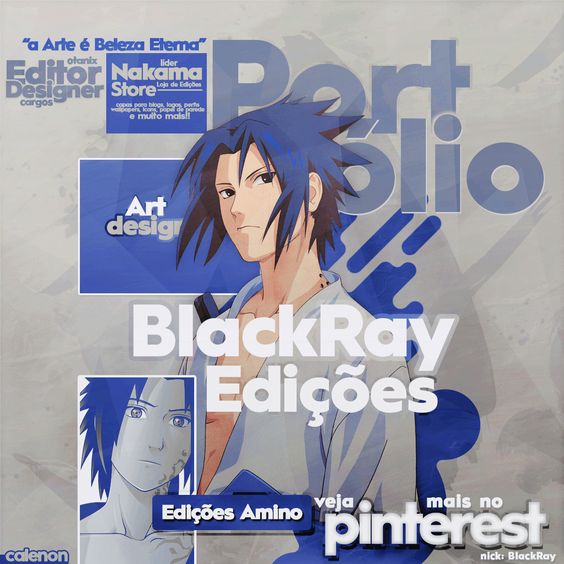 "a Arte é Beleza Eterna"
otanix
Editor
Designer
cargos
lider
Nakama
Store
Loja de Edições
capas para blogs, logos, perfis
wallpapers, icons, papel de parede
e muito mais!!
Port
fólio
Art
design
BlackRay
Edições
Edições Amino
veja mais no
pinterest
nick: BlackRay
calenon